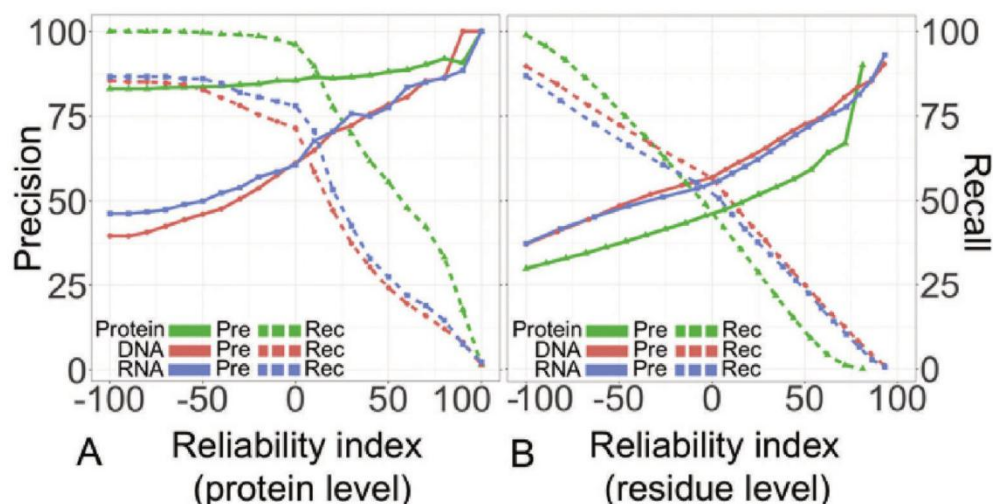 100
75
50
25
0
Precision
Protein Pre Rec
DNA Pre Rec
RNA Pre Rec
-100 -50 0 50 100
A Reliability index
(protein level)
Protein Pre Rec
DNA Pre Rec
RNA Pre Rec
-100 -50 0 50 100
B Reliability index
(residue level)
100
75
50
25
0
Recall